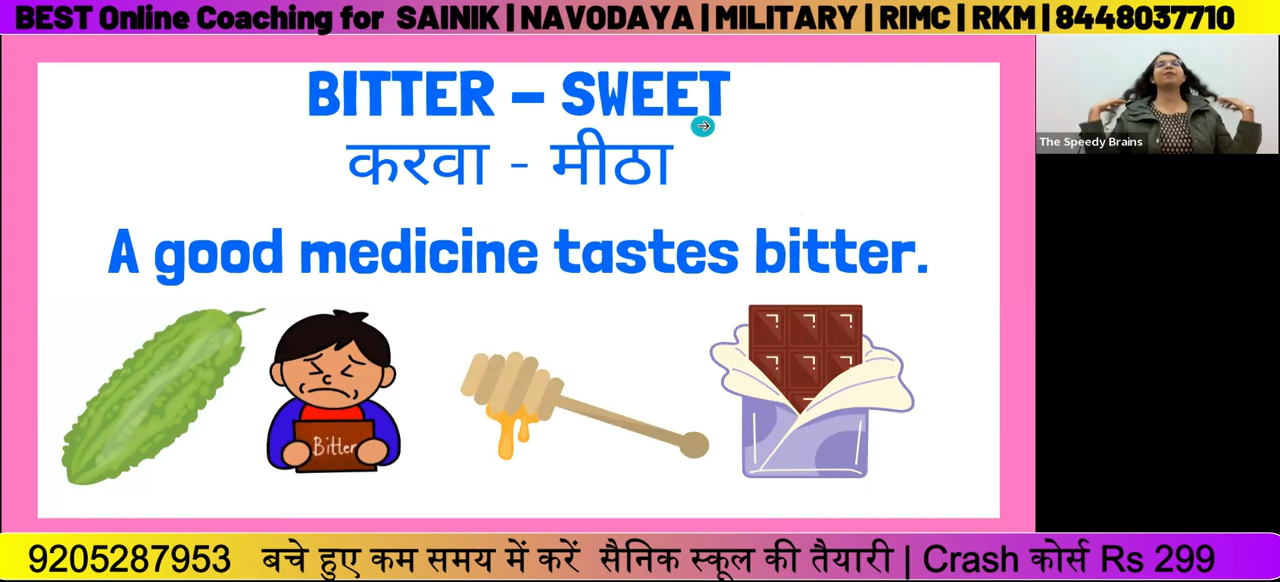 BEST Online Coaching for SAINIK | NAVODAYA | MILITARY | RIMC | RKM | 8448037710
BITTER – SWEET
करवा - मीठा
A good medicine tastes bitter.
Bitter
The Speedy Brains
9205287953 बचे हुए कम समय में करें सैनिक स्कूल की तैयारी | Crash कोर्स Rs 299